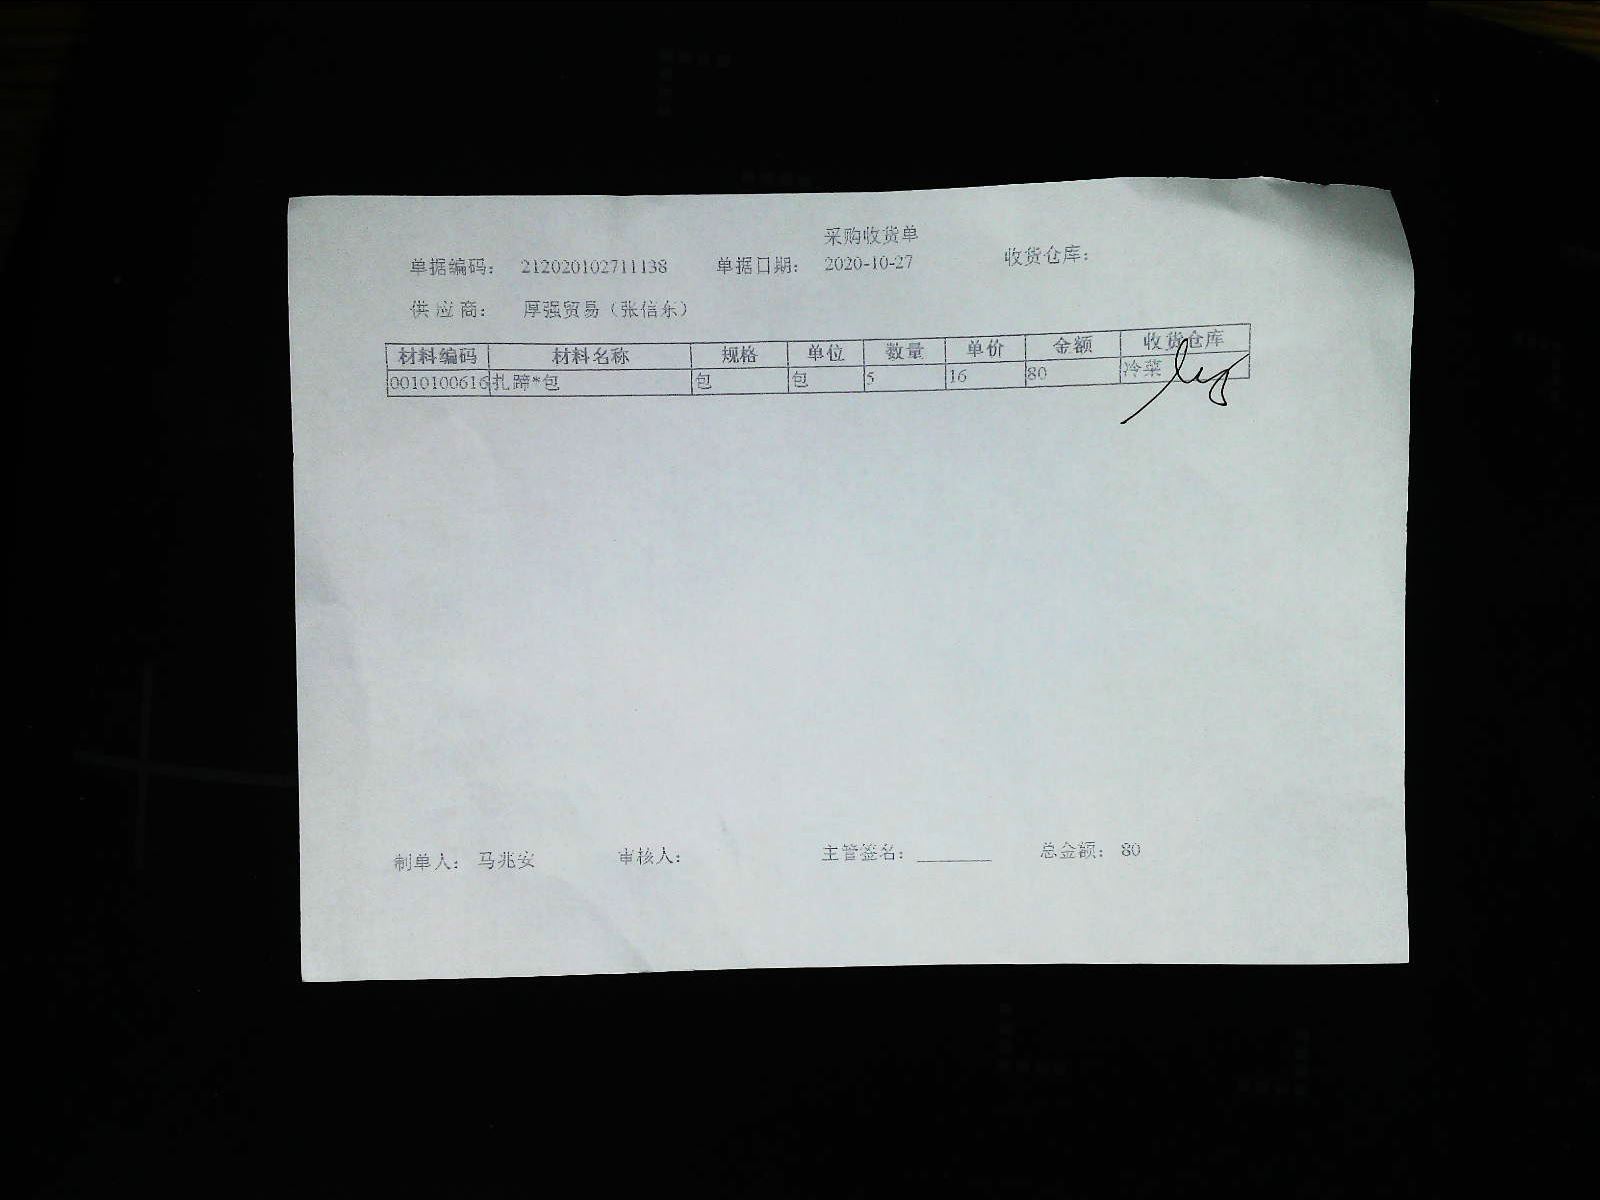 采购收货单
单据编码： 212020102711138 单据日期： 2020-10-27 收货仓库：
供应商： 厚强贸易（张信东）
材料编码 材料名称 规格 单位 数量 单价 金额 收货仓库
0010100616 扎蹄*包 包 包 5 16 80 冷菜
制单人： 马兆安 审核人： 主管签名： ________ 总金额： 80